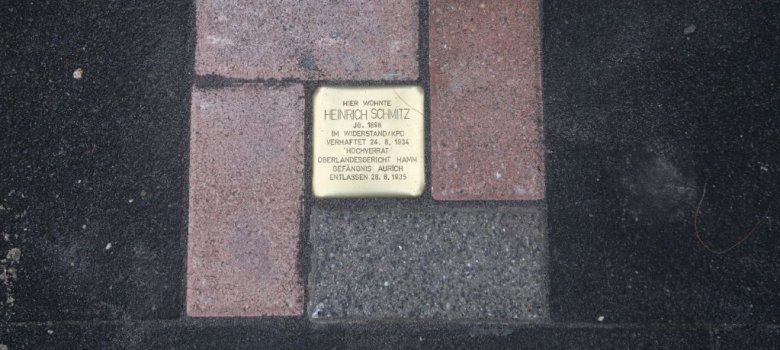 HIER WOHNTE
HEINRICH SCHMITZ
JG. 1898
IM WIDERSTAND/KPD
VERHAFTET 24. 8. 1934
'HOCHVERRAT'
OBERLANDESGERICHT HAMM
GEFÄNGNIS AURICH
ENTLASSEN 28. 6. 1935